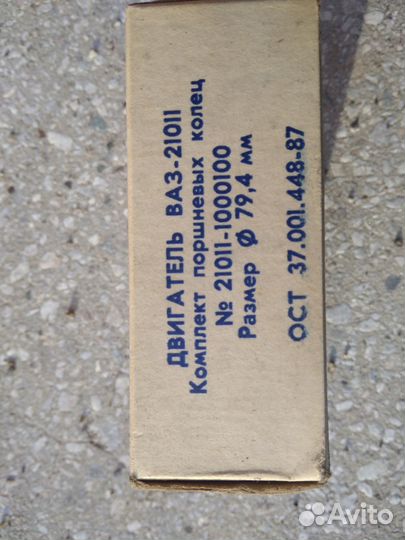 ДВИГАТЕЛЬ ВАЗ-21011
Комплект поршневых колец
№ 21011-1000100
Размер ⌀ 79,4 мм
ОСТ 37.001.448-87
Avito